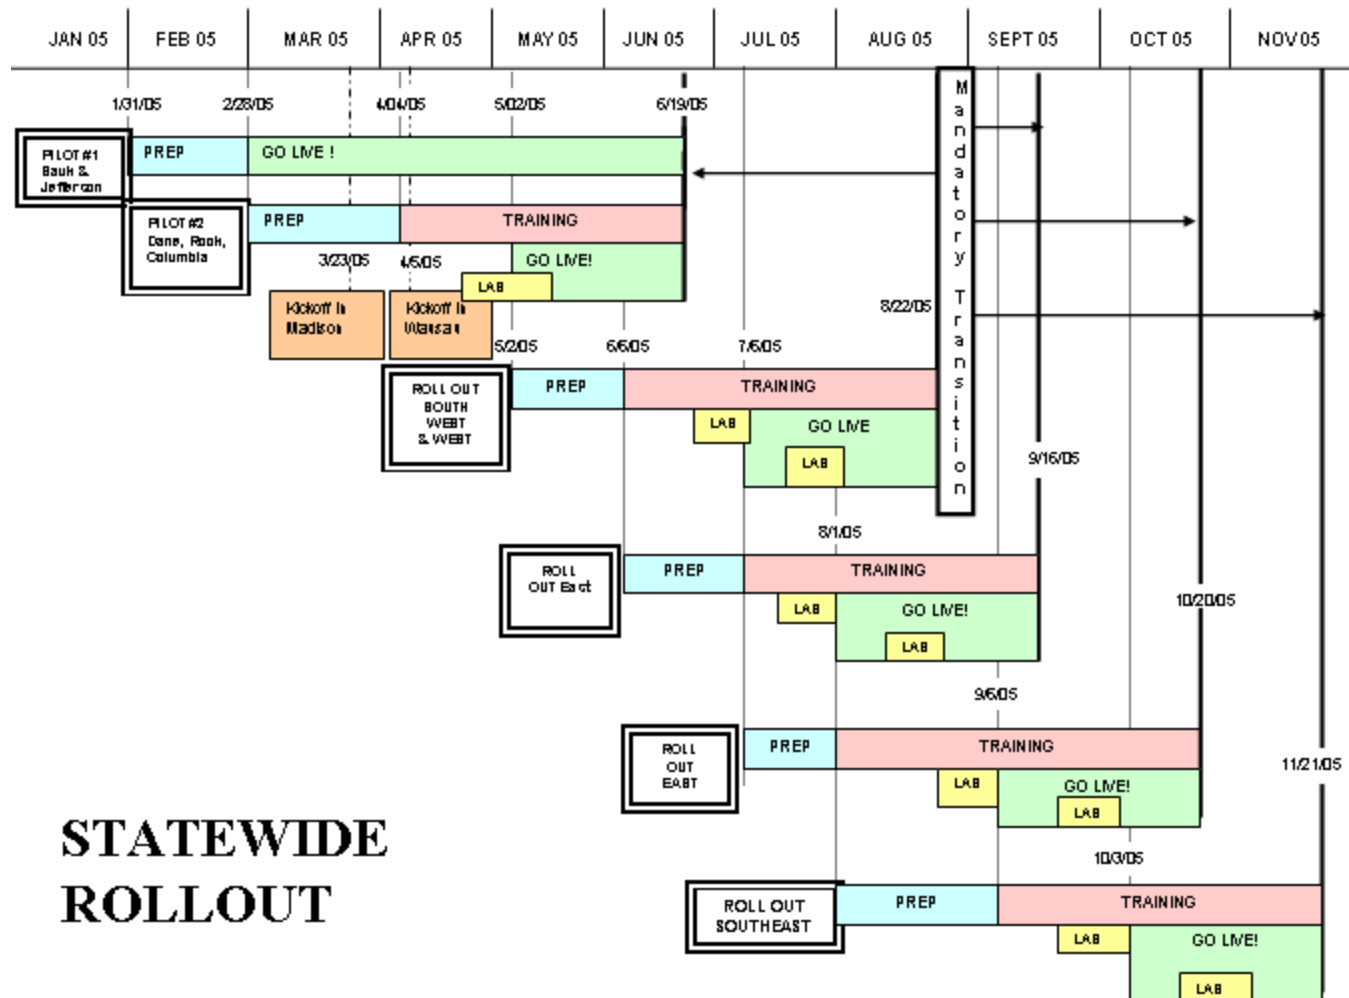 JAN 05 FEB 05 MAR 05 APR 05 MAY 05 JUN 05 JUL 05 AUG 05 SEPT 05 OCT 05 NOV 05
1/31/05 2/28/05 4/04/05 5/02/05 6/19/05
PILOT #1
Sauk &
Jefferson
PREP GO LIVE !
PILOT #2
Dane, Rock,
Columbia
PREP TRAINING
3/23/05 4/5/05 GO LIVE!
LAB
Kickoff in
Madison
Kickoff in
Wausau
Mandatory Transition
8/22/05
5/2/05 6/6/05 7/6/05
ROLL OUT
SOUTH
WEST
& WEST
PREP TRAINING
LAB GO LIVE
LAB
9/16/05
8/1/05
ROLL
OUT East
PREP TRAINING
LAB GO LIVE!
LAB
10/20/05
9/6/05
ROLL
OUT
EAST
PREP TRAINING
LAB GO LIVE!
LAB
11/21/05
10/3/05
ROLL OUT
SOUTHEAST
PREP TRAINING
LAB GO LIVE!
LAB
STATEWIDE
ROLLOUT